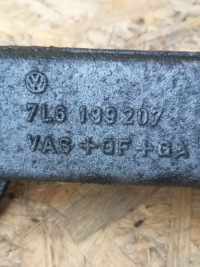 7L6 199 207
VAS + GF + GA